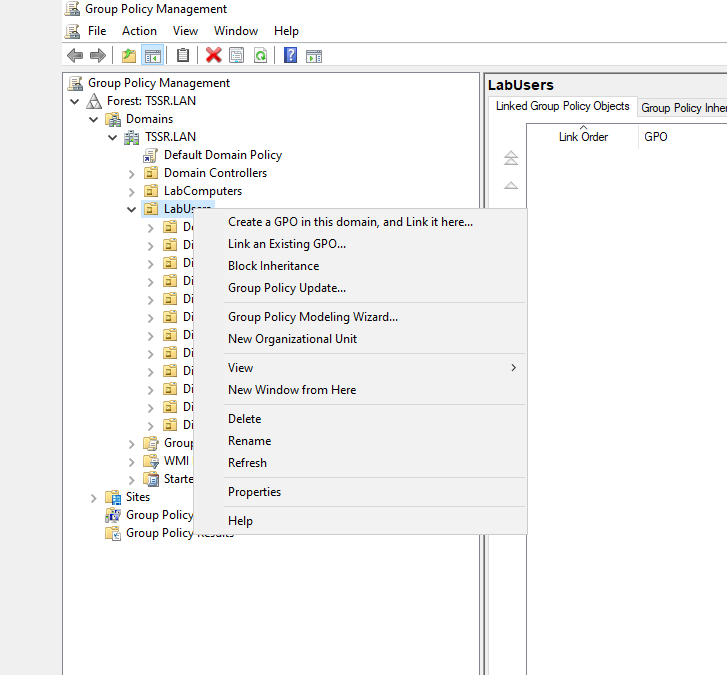 Group Policy Management
File Action View Window Help
Group Policy Management
Forest: TSSR.LAN
Domains
TSSR.LAN
Default Domain Policy
Domain Controllers
LabComputers
LabUsers
Di
Di
Di
Di
Di
Di
Di
Di
Di
Di
Di
Group
WMI
Starte
Sites
Group Policy
Group Policy Results
Create a GPO in this domain, and Link it here...
Link an Existing GPO...
Block Inheritance
Group Policy Update...
Group Policy Modeling Wizard...
New Organizational Unit
View
New Window from Here
Delete
Rename
Refresh
Properties
Help
LabUsers
Linked Group Policy Objects Group Policy Inher
Link Order GPO